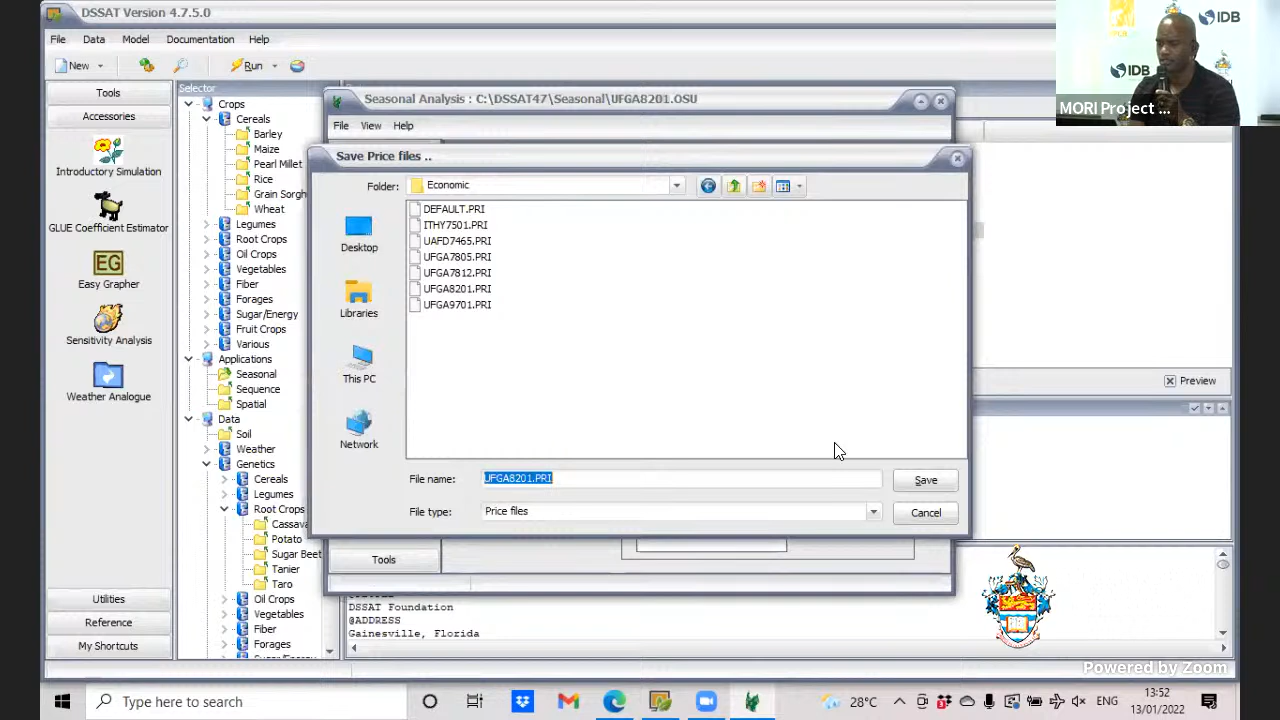 DSSAT Version 4.7.5.0
File Data Model Documentation Help
New Run
Tools
Accessories
Introductory Simulation
GLUE Coefficient Estimator
EG
Easy Grapher
Sensitivity Analysis
Weather Analogue
Utilities
Reference
My Shortcuts
Selector
Crops
Cereals
Barley
Maize
Pearl Millet
Rice
Grain Sorgh
Wheat
Legumes
Root Crops
Oil Crops
Vegetables
Fiber
Forages
Sugar/Energy
Fruit Crops
Various
Applications
Seasonal
Sequence
Spatial
Data
Soil
Weather
Genetics
Cereals
Legumes
Root Crops
Cassava
Potato
Sugar Beet
Tanier
Taro
Oil Crops
Vegetables
Fiber
Forages
Seasonal Analysis : C:\DSSAT47\Seasonal\UFGA8201.OSU
File View Help
Save Price files ..
Folder: Economic
Desktop
Libraries
This PC
Network
DEFAULT.PRI
ITHY7501.PRI
UAFD7465.PRI
UFGA7805.PRI
UFGA7812.PRI
UFGA8201.PRI
UFGA9701.PRI
File name: UFGA8201.PRI Save
File type: Price files Cancel
Tools
Preview
DSSAT Foundation
@ADDRESS
Gainesville, Florida
IDB
IDB
MORI Project ...
Powered by Zoom
Type here to search
28°C
ENG
13:52
13/01/2022